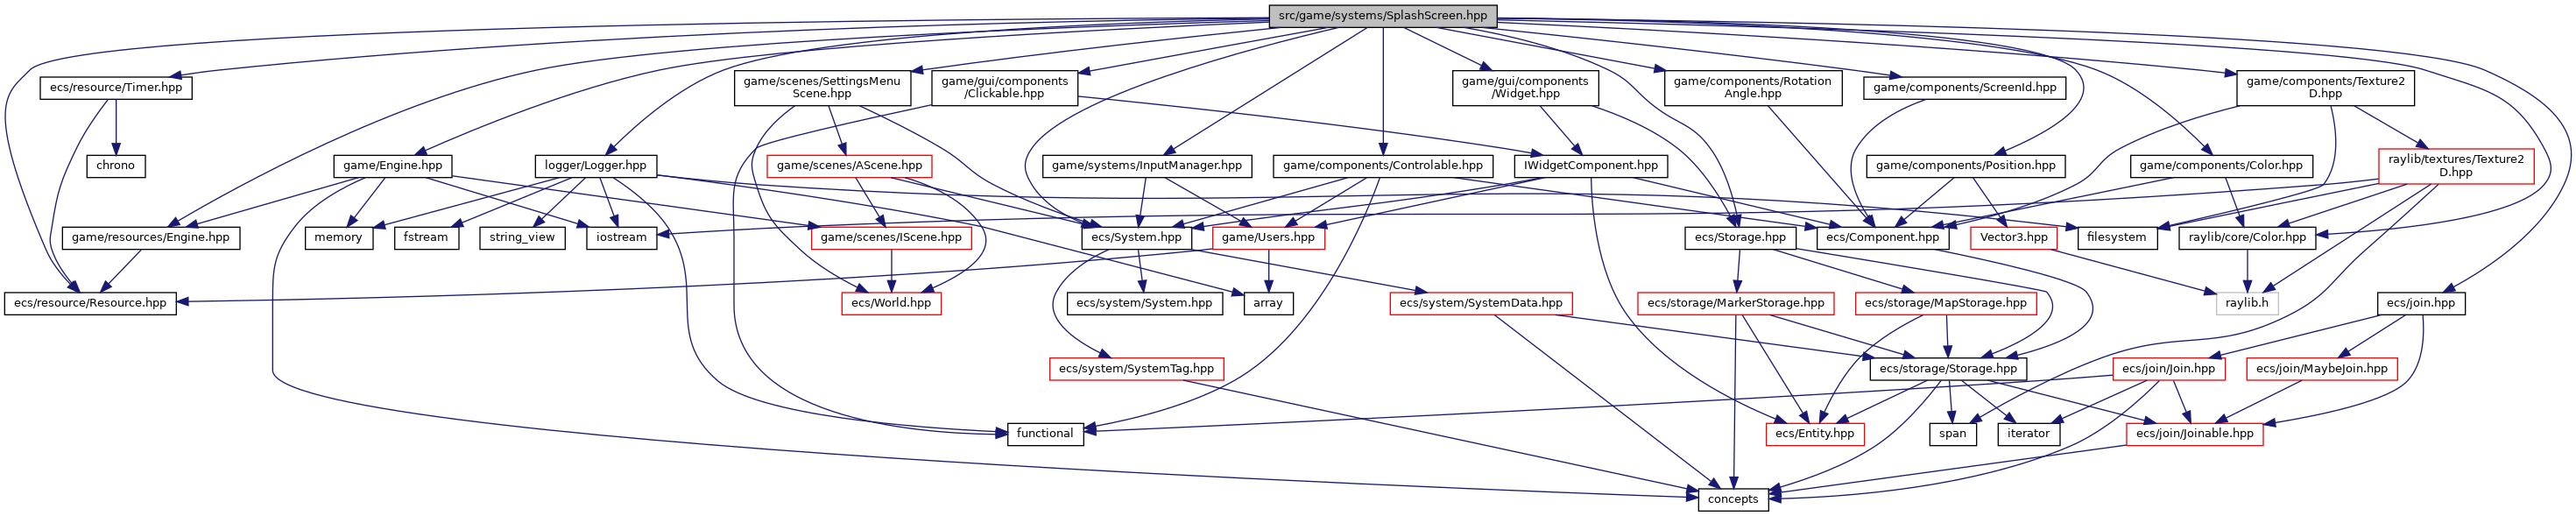 src/game/systems/SplashScreen.hpp
ecs/resource/Timer.hpp
game/scenes/SettingsMenu
Scene.hpp
game/gui/components
/Clickable.hpp
game/gui/components
/Widget.hpp
game/components/Rotation
Angle.hpp
game/components/ScreenId.hpp
game/components/Texture2
D.hpp
chrono
game/Engine.hpp
logger/Logger.hpp
game/scenes/AScene.hpp
game/systems/InputManager.hpp
game/components/Controlable.hpp
IWidgetComponent.hpp
game/components/Position.hpp
game/components/Color.hpp
raylib/textures/Texture2
D.hpp
game/resources/Engine.hpp
memory
fstream
string_view
iostream
game/scenes/IScene.hpp
ecs/System.hpp
game/Users.hpp
ecs/Storage.hpp
ecs/Component.hpp
Vector3.hpp
filesystem
raylib/core/Color.hpp
ecs/resource/Resource.hpp
ecs/World.hpp
ecs/system/System.hpp
array
ecs/system/SystemData.hpp
ecs/storage/MarkerStorage.hpp
ecs/storage/MapStorage.hpp
raylib.h
ecs/join.hpp
ecs/system/SystemTag.hpp
ecs/storage/Storage.hpp
ecs/join/Join.hpp
ecs/join/MaybeJoin.hpp
functional
ecs/Entity.hpp
span
iterator
ecs/join/Joinable.hpp
concepts